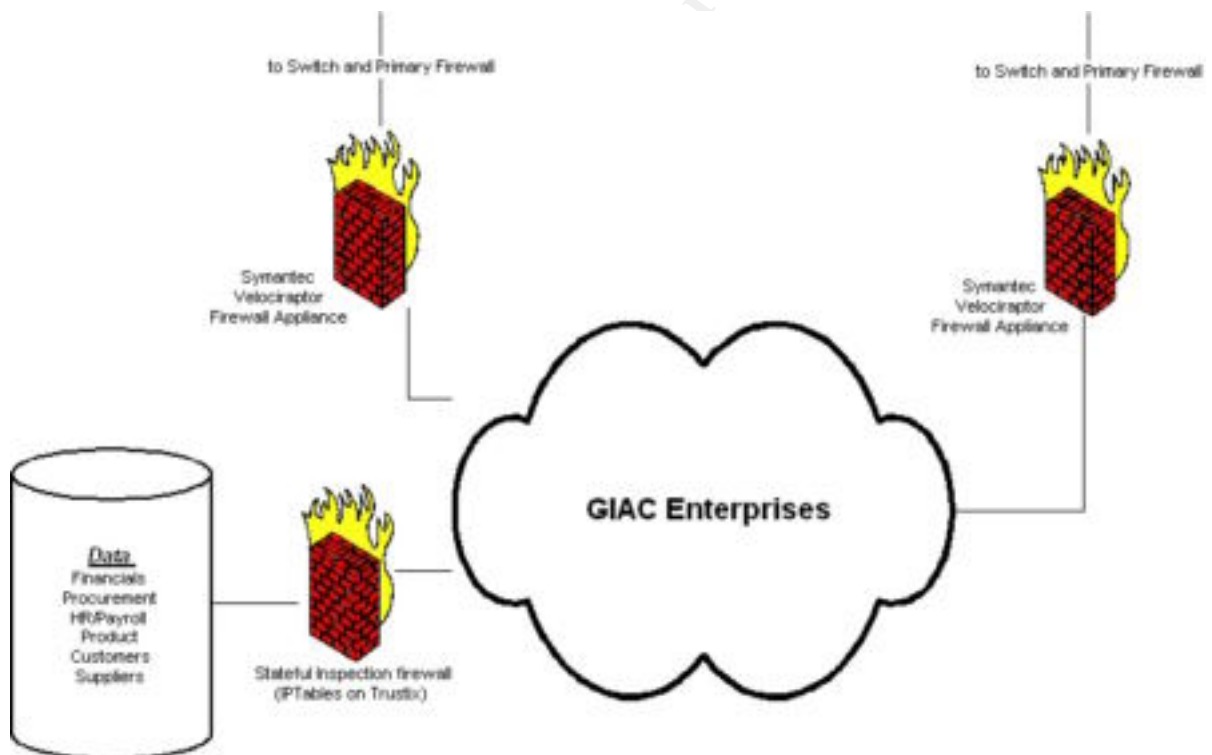 to Switch and Primary Firewall
to Switch and Primary Firewall
Symantec
Velociraptor
Firewall Appliance
Symantec
Velociraptor
Firewall Appliance
GIAC Enterprises
Data
Financials
Procurement
HR/Payroll
Product
Customers
Suppliers
Stateful Inspection firewall
(IPTables on Trustix)